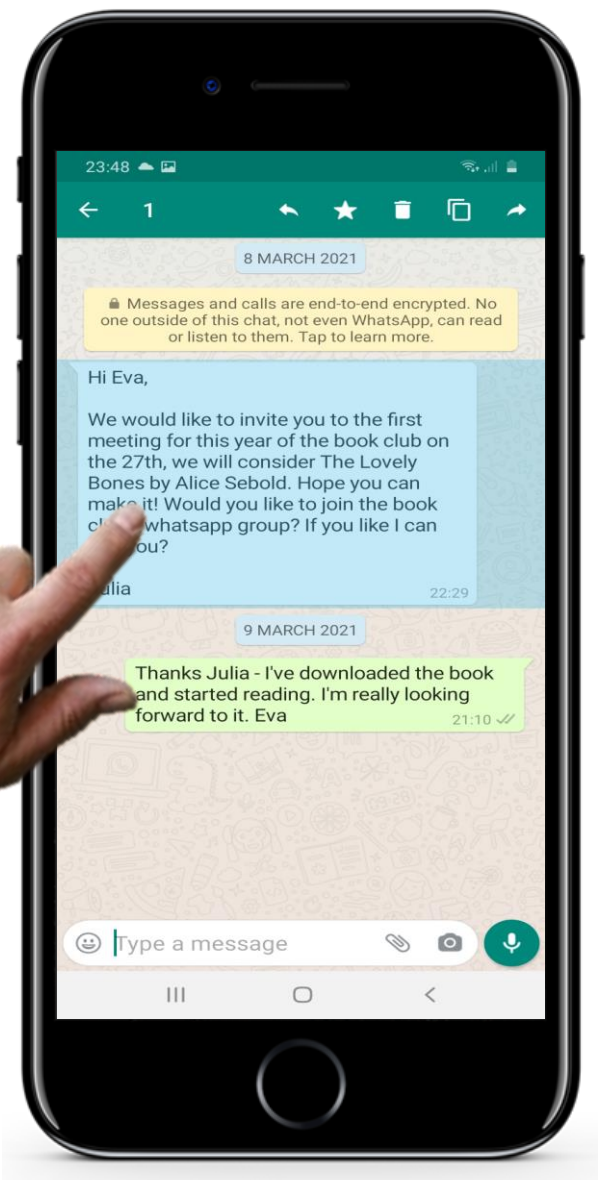 23:48
1
8 MARCH 2021
Messages and calls are end-to-end encrypted. No
one outside of this chat, not even WhatsApp, can read
or listen to them. Tap to learn more.
Hi Eva,
We would like to invite you to the first
meeting for this year of the book club on
the 27th, we will consider The Lovely
Bones by Alice Sebold. Hope you can
make it! Would you like to join the book
whatsapp group? If you like I can
you?
Julia
22:29
9 MARCH 2021
Thanks Julia - I've downloaded the book
and started reading. I'm really looking
forward to it. Eva
21:10
Type a message